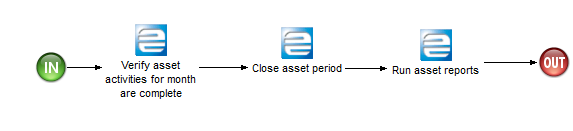 IN
Verify asset
activities for month
are complete
Close asset period
Run asset reports
OUT